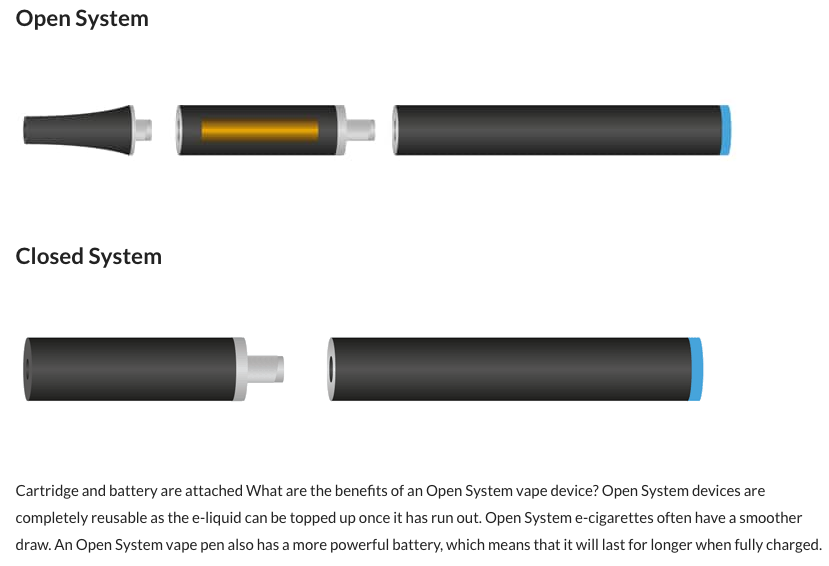 Open System
Closed System
Cartridge and battery are attached What are the benefits of an Open System vape device? Open System devices are
completely reusable as the e-liquid can be topped up once it has run out. Open System e-cigarettes often have a smoother
draw. An Open System vape pen also has a more powerful battery, which means that it will last for longer when fully charged.